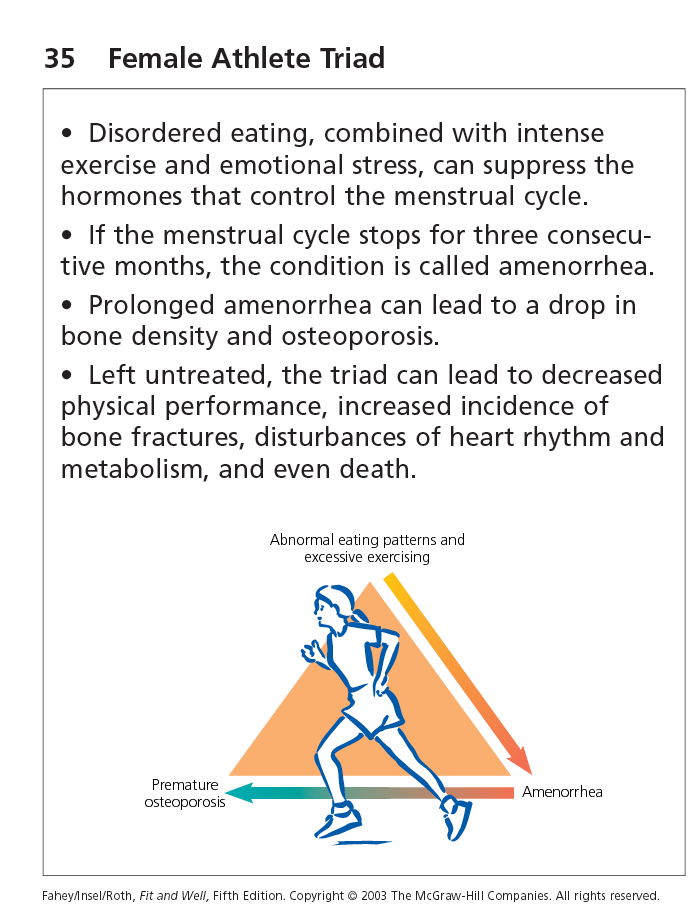 35 Female Athlete Triad
• Disordered eating, combined with intense
exercise and emotional stress, can suppress the
hormones that control the menstrual cycle.
• If the menstrual cycle stops for three consecu-
tive months, the condition is called amenorrhea.
• Prolonged amenorrhea can lead to a drop in
bone density and osteoporosis.
• Left untreated, the triad can lead to decreased
physical performance, increased incidence of
bone fractures, disturbances of heart rhythm and
metabolism, and even death.
Abnormal eating patterns and
excessive exercising
Premature
osteoporosis
Amenorrhea
Fahey/Insel/Roth, Fit and Well, Fifth Edition. Copyright © 2003 The McGraw-Hill Companies. All rights reserved.